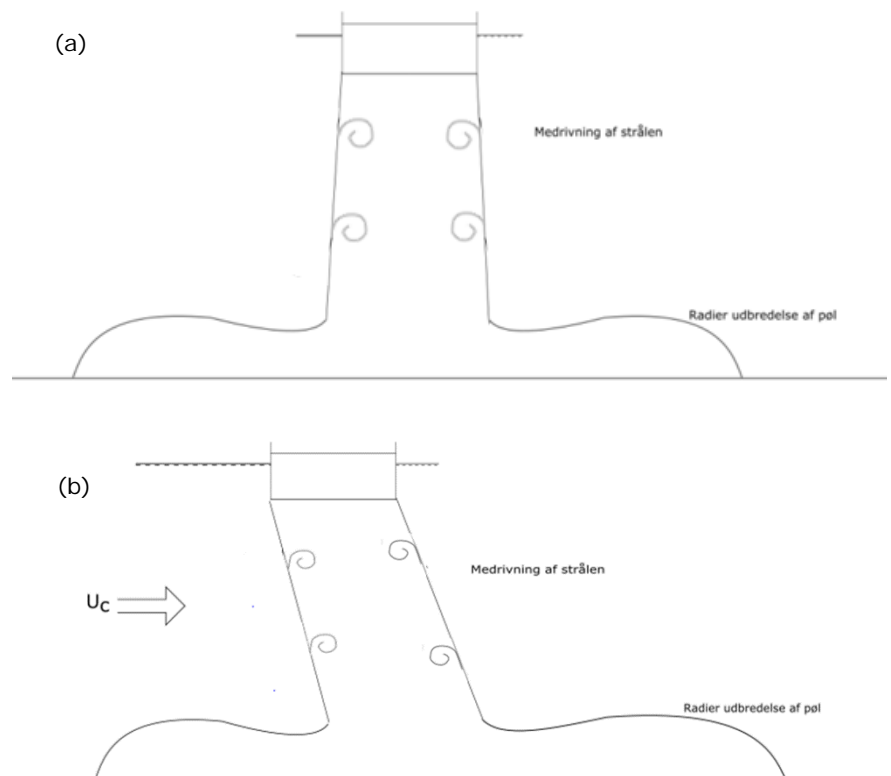 (a)
Medrivning af strålen
Radier udbredelse af pøl
(b)
Medrivning af strålen
Uc
Radier udbredelse af pøl